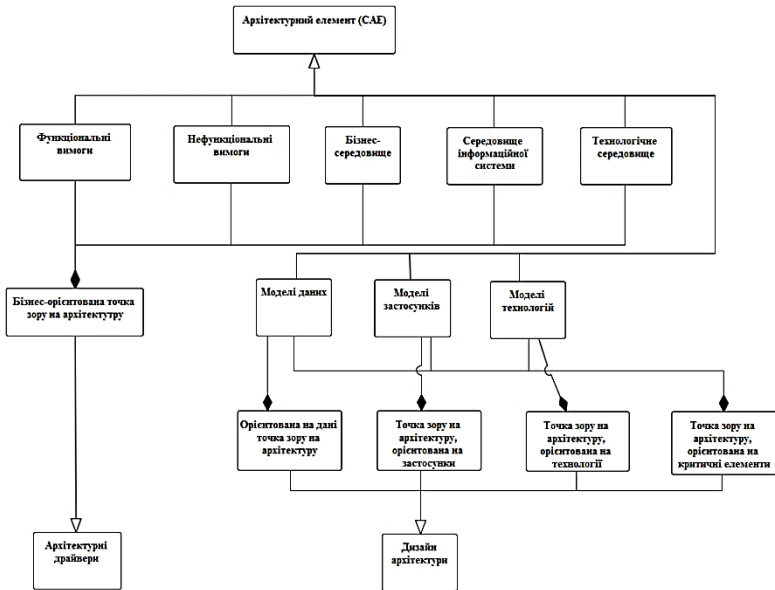 Архітектурний елемент (САЕ)
Функціональні
вимоги
Нефункціональні
вимоги
Бізнес-
середовище
Середовище
інформаційної
системи
Технологічне
середовище
Бізнес-орієнтована точка
зору на архітектутру
Моделі даних
Моделі
застосунків
Моделі
технологій
Орієнтована на дані
точка зору на
архітектуру
Точка зору на
архітектуру,
орієнтована на
застосунки
Точка зору на
архітектуру,
орієнтована на
технології
Точка зору на
архітектуру,
орієнтована на
критичні елементи
Архітектурні
драйвери
Дизайн
архітектури